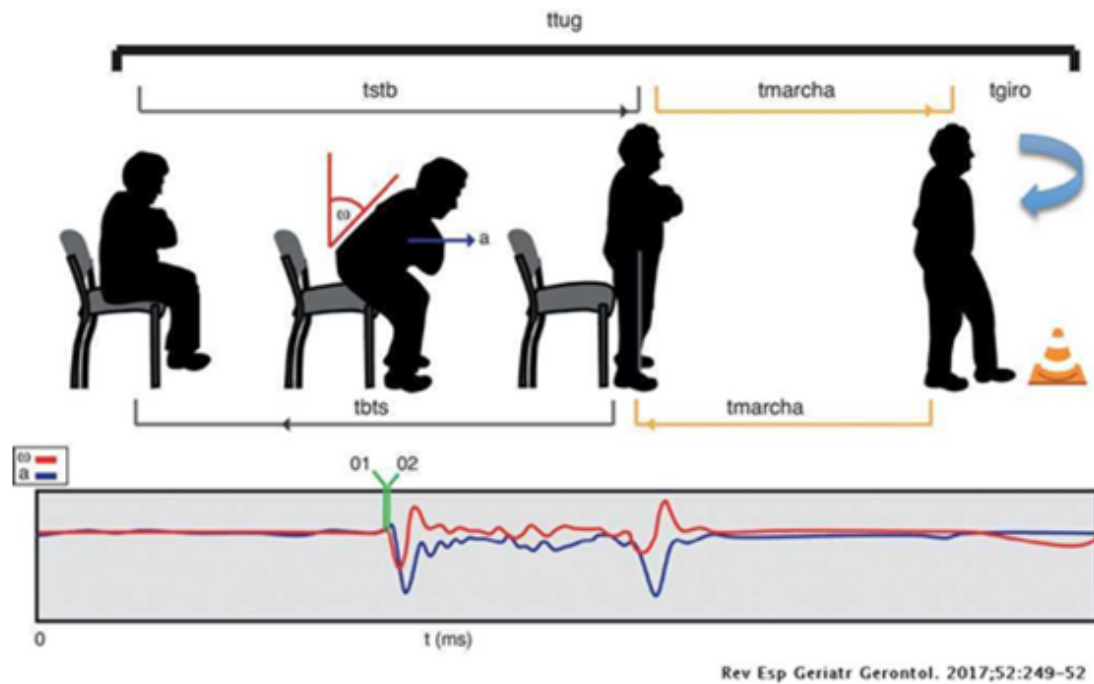 ttug
tstb
tmarcha
tgiro
ω
a
tbts
tmarcha
ω
a
01 02
0
t (ms)
Rev Esp Geriatr Gerontol. 2017;52:249-52